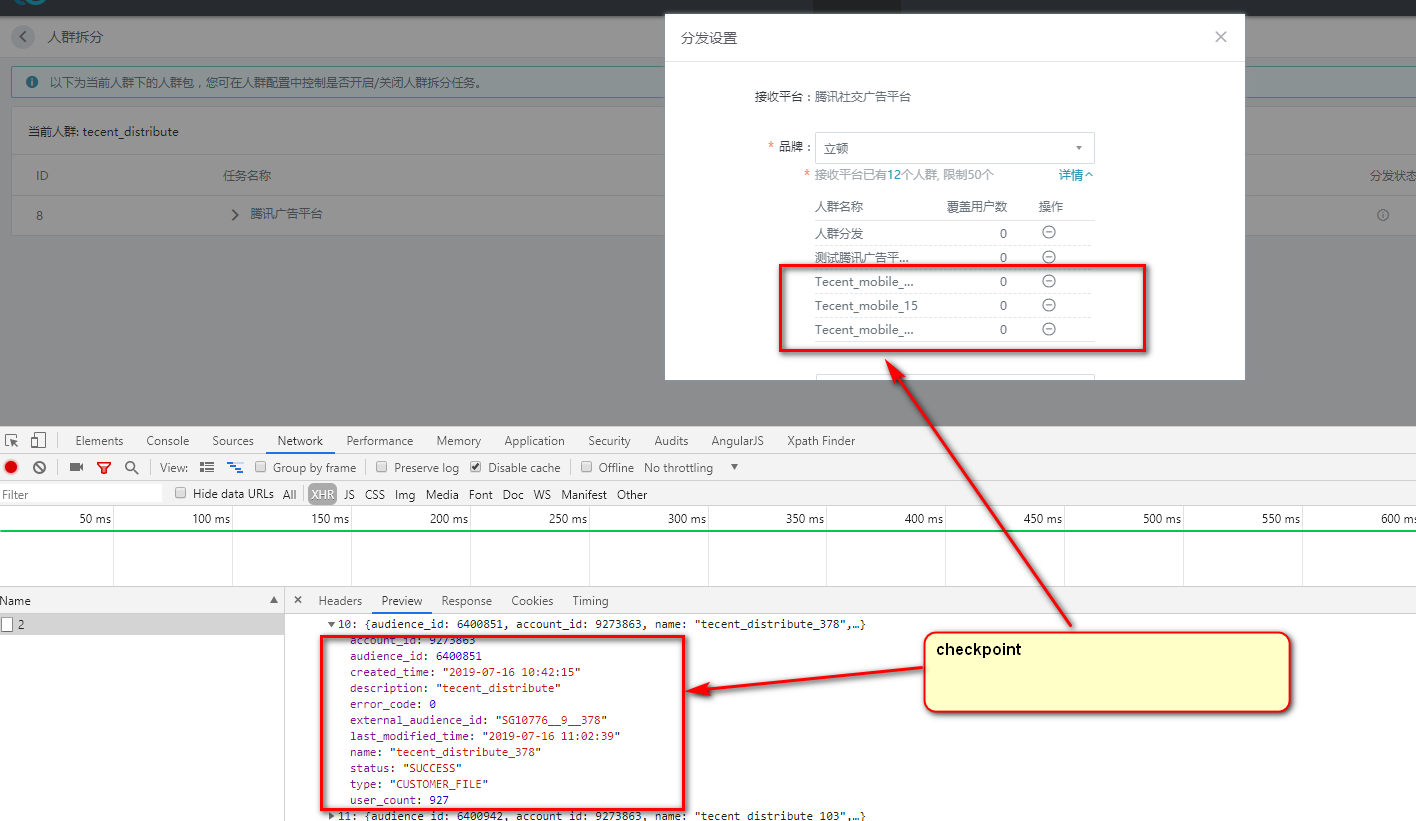 人群拆分
以下为当前人群下的人群包，您可在人群配置中控制是否开启/关闭人群拆分任务。
当前人群: tecent_distribute
ID 任务名称 分发状态
8 腾讯广告平台
分发设置
接收平台：腾讯社交广告平台
* 品牌： 立顿
* 接收平台已有12个人群, 限制50个 详情
人群名称 覆盖用户数 操作
人群分发 0
测试腾讯广告平... 0
Tecent_mobile_... 0
Tecent_mobile_15 0
Tecent_mobile_... 0
Elements Console Sources Network Performance Memory Application Security Audits AngularJS Xpath Finder
View: Group by frame Preserve log Disable cache Offline No throttling
Filter Hide data URLs All XHR JS CSS Img Media Font Doc WS Manifest Other
50 ms 100 ms 150 ms 200 ms 250 ms 300 ms 350 ms 400 ms 450 ms 500 ms 550 ms 600 ms
Name
2
Headers Preview Response Cookies Timing
10: {audience_id: 6400851, account_id: 9273863, name: "tecent_distribute_378",…}
account_id: 9273863
audience_id: 6400851
created_time: "2019-07-16 10:42:15"
description: "tecent_distribute"
error_code: 0
external_audience_id: "SG10776__9__378"
last_modified_time: "2019-07-16 11:02:39"
name: "tecent_distribute_378"
status: "SUCCESS"
type: "CUSTOMER_FILE"
user_count: 927
11: {audience_id: 6400942, account_id: 9273863, name: "tecent_distribute_103",…}
checkpoint